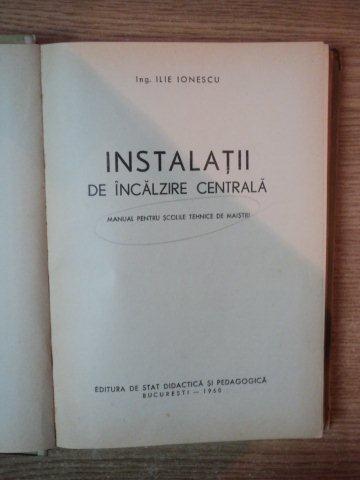 Ing. ILIE IONESCU
INSTALAȚII
DE ÎNCĂLZIRE CENTRALĂ
MANUAL PENTRU ȘCOLILE TEHNICE DE MAIȘTRI
EDITURA DE STAT DIDACTICĂ ȘI PEDAGOGICĂ
BUCUREȘTI — 1960